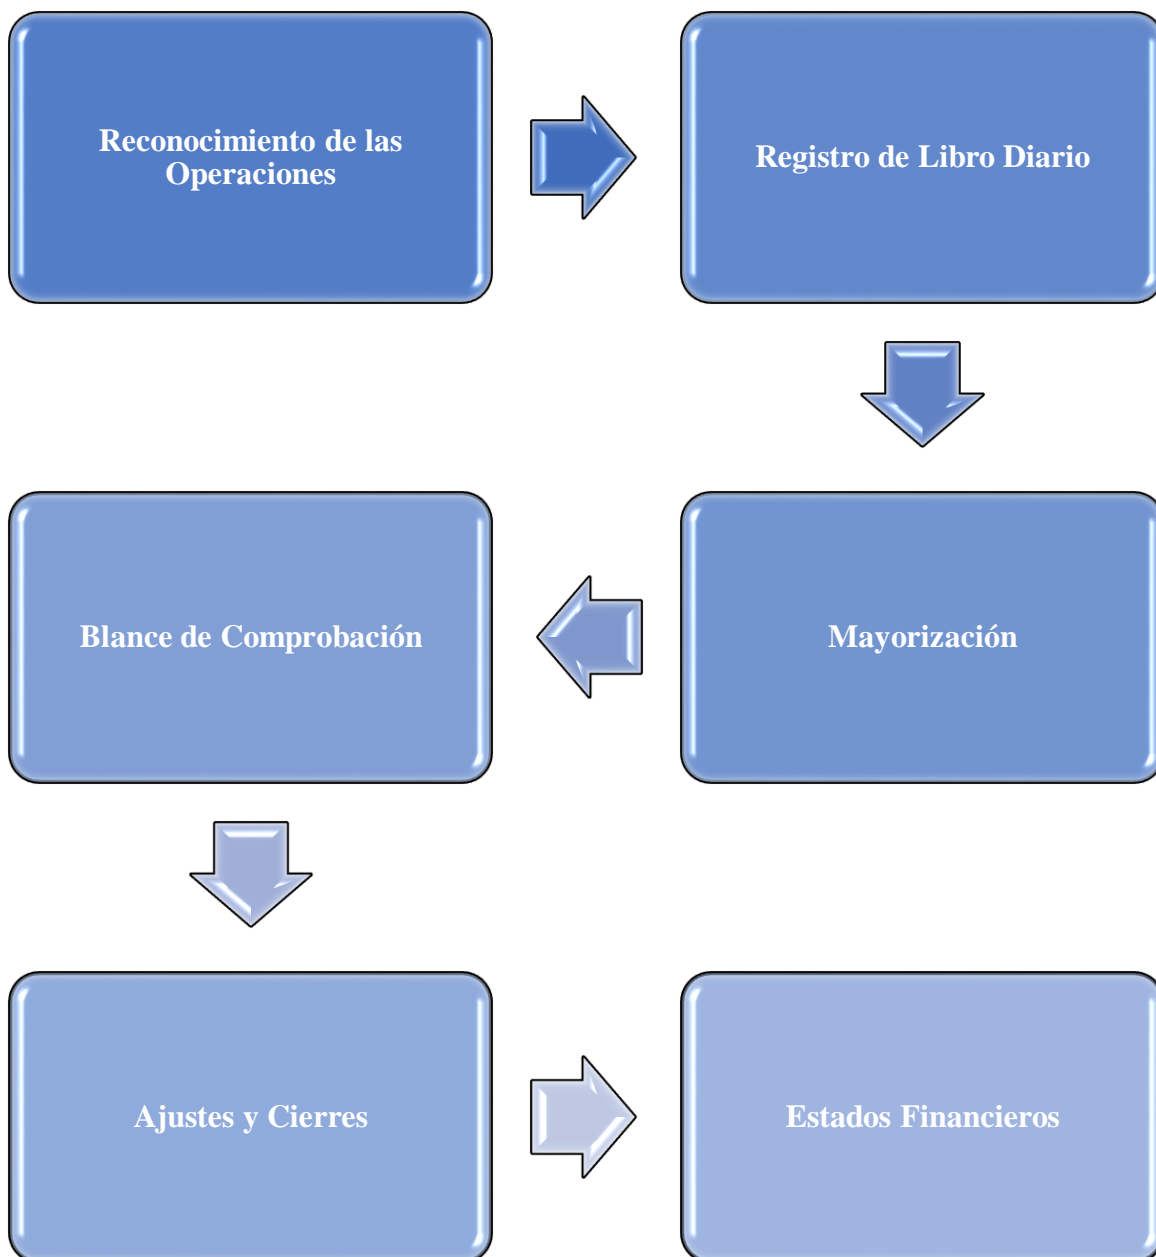 Reconocimiento de las
Operaciones
Registro de Libro Diario
Mayorización
Blance de Comprobación
Ajustes y Cierres
Estados Financieros